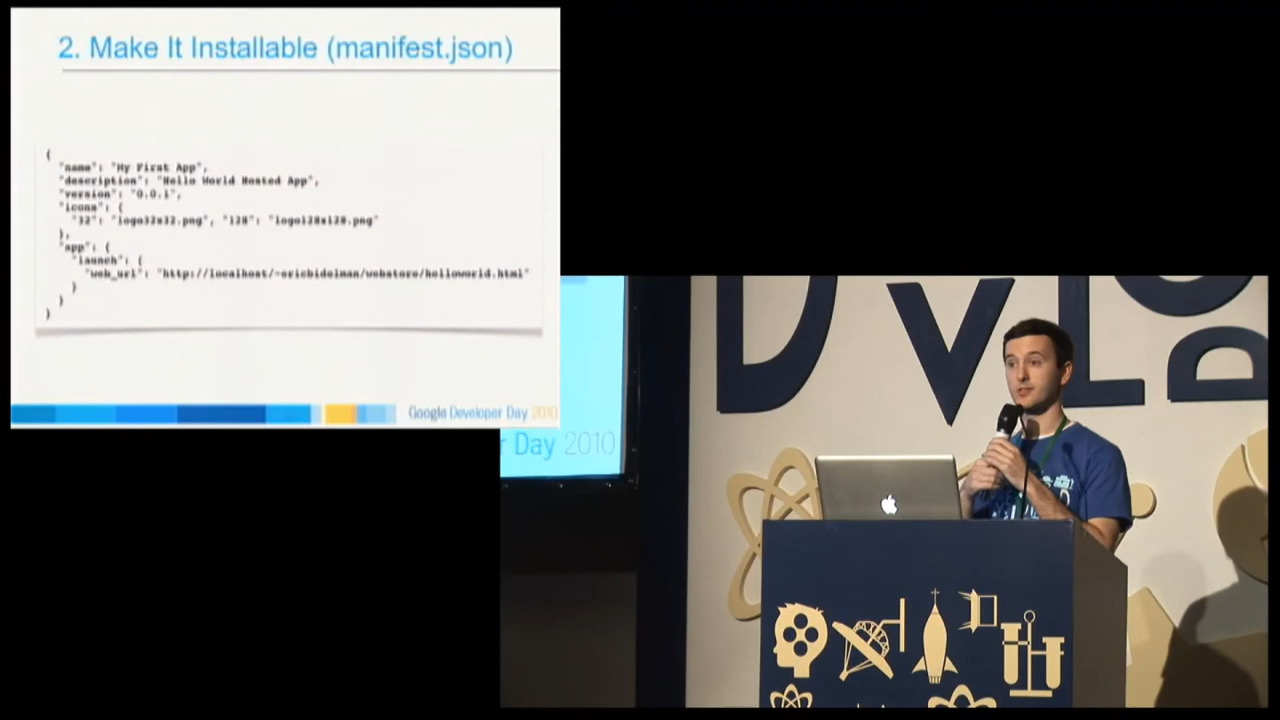 2. Make It Installable (manifest.json)
{
"name": "My First App",
"description": "Hello World Hosted App",
"version": "0.0.1",
"icons": {
"32": "logo32x32.png", "128": "logo128x128.png"
},
"app": {
"launch": {
"web_url": "http://localhost/~ericbidelman/webstore/helloworld.html"
}
}
}
Google Developer Day 2010
r Day 2010